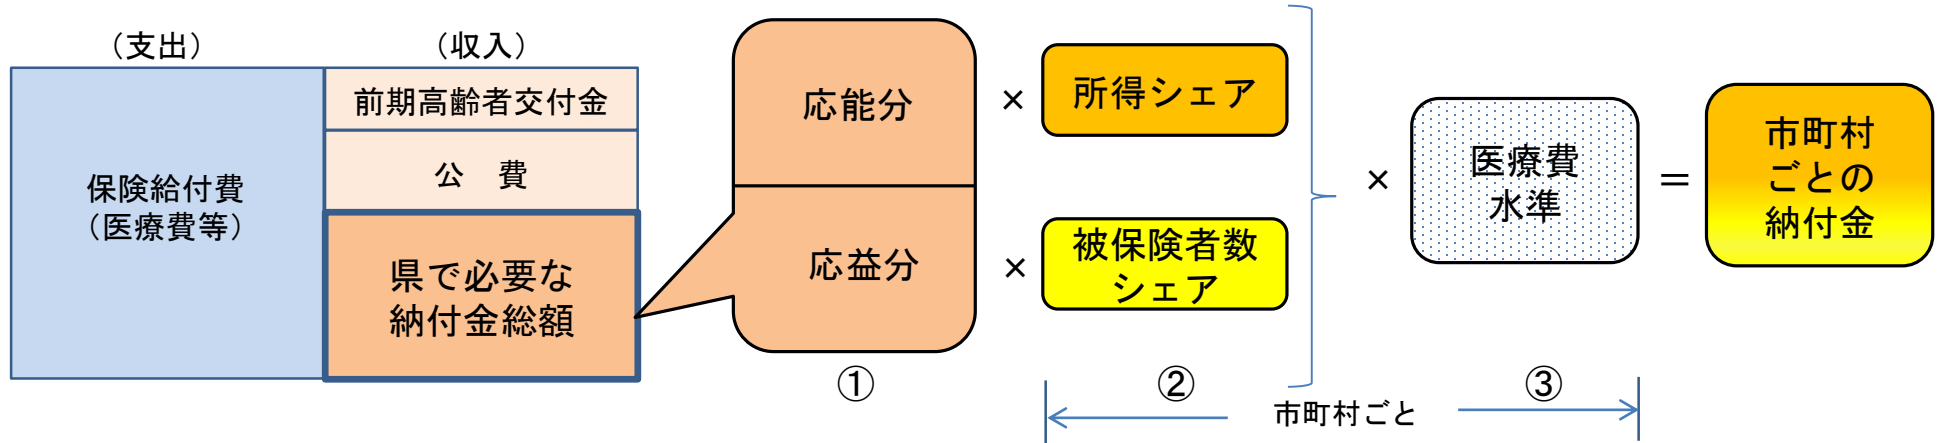 （支出）
（収入）
保険給付費
（医療費等）
前期高齢者交付金
公　費
県で必要な
納付金総額
応能分
応益分
①
×
所得シェア
×
被保険者数
シェア
②
×
医療費
水準
③
市町村ごと
＝
市町村
ごとの
納付金